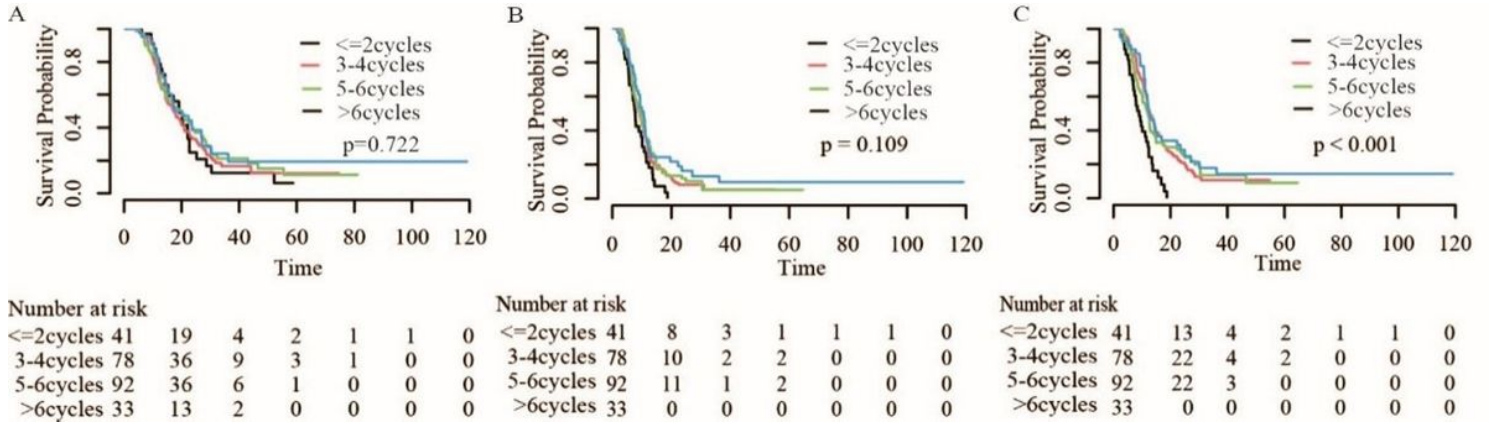 A
Survival Probability
0.8
0.4
0.0
<=2cycles
3-4cycles
5-6cycles
>6cycles
p=0.722
0 20 40 60 80 100 120
Time
Number at risk
<=2cycles 41 19 4 2 1 1 0
3-4cycles 78 36 9 3 1 0 0
5-6cycles 92 36 6 1 0 0 0
>6cycles 33 13 2 0 0 0 0
B
Survival Probability
0.8
0.4
0.0
<=2cycles
3-4cycles
5-6cycles
>6cycles
p = 0.109
0 20 40 60 80 100 120
Time
Number at risk
<=2cycles 41 8 3 1 1 1 0
3-4cycles 78 10 2 2 0 0 0
5-6cycles 92 11 1 2 0 0 0
>6cycles 33 0 0 0 0 0 0
C
Survival Probability
0.8
0.4
0.0
<=2cycles
3-4cycles
5-6cycles
>6cycles
p < 0.001
0 20 40 60 80 100 120
Time
Number at risk
<=2cycles 41 13 4 2 1 1 0
3-4cycles 78 22 4 2 0 0 0
5-6cycles 92 22 3 0 0 0 0
>6cycles 33 0 0 0 0 0 0